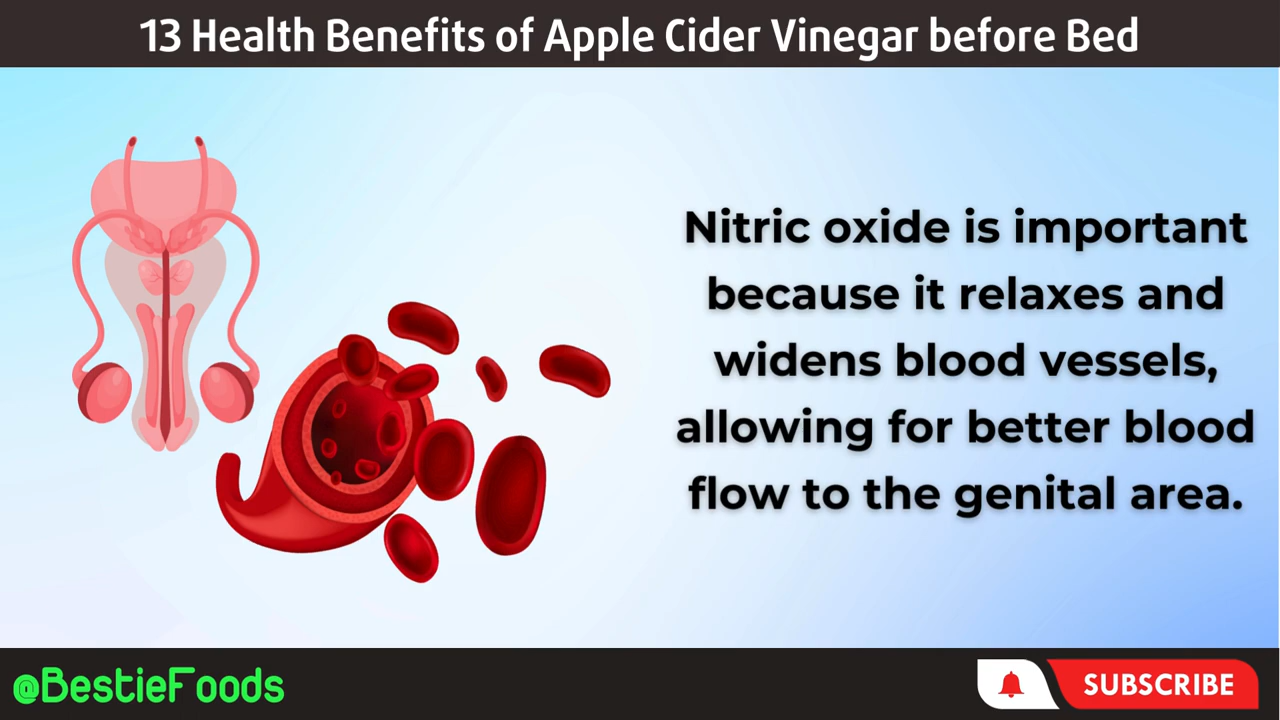 13 Health Benefits of Apple Cider Vinegar before Bed
Nitric oxide is important
because it relaxes and
widens blood vessels,
allowing for better blood
flow to the genital area.
@BestieFoods
SUBSCRIBE